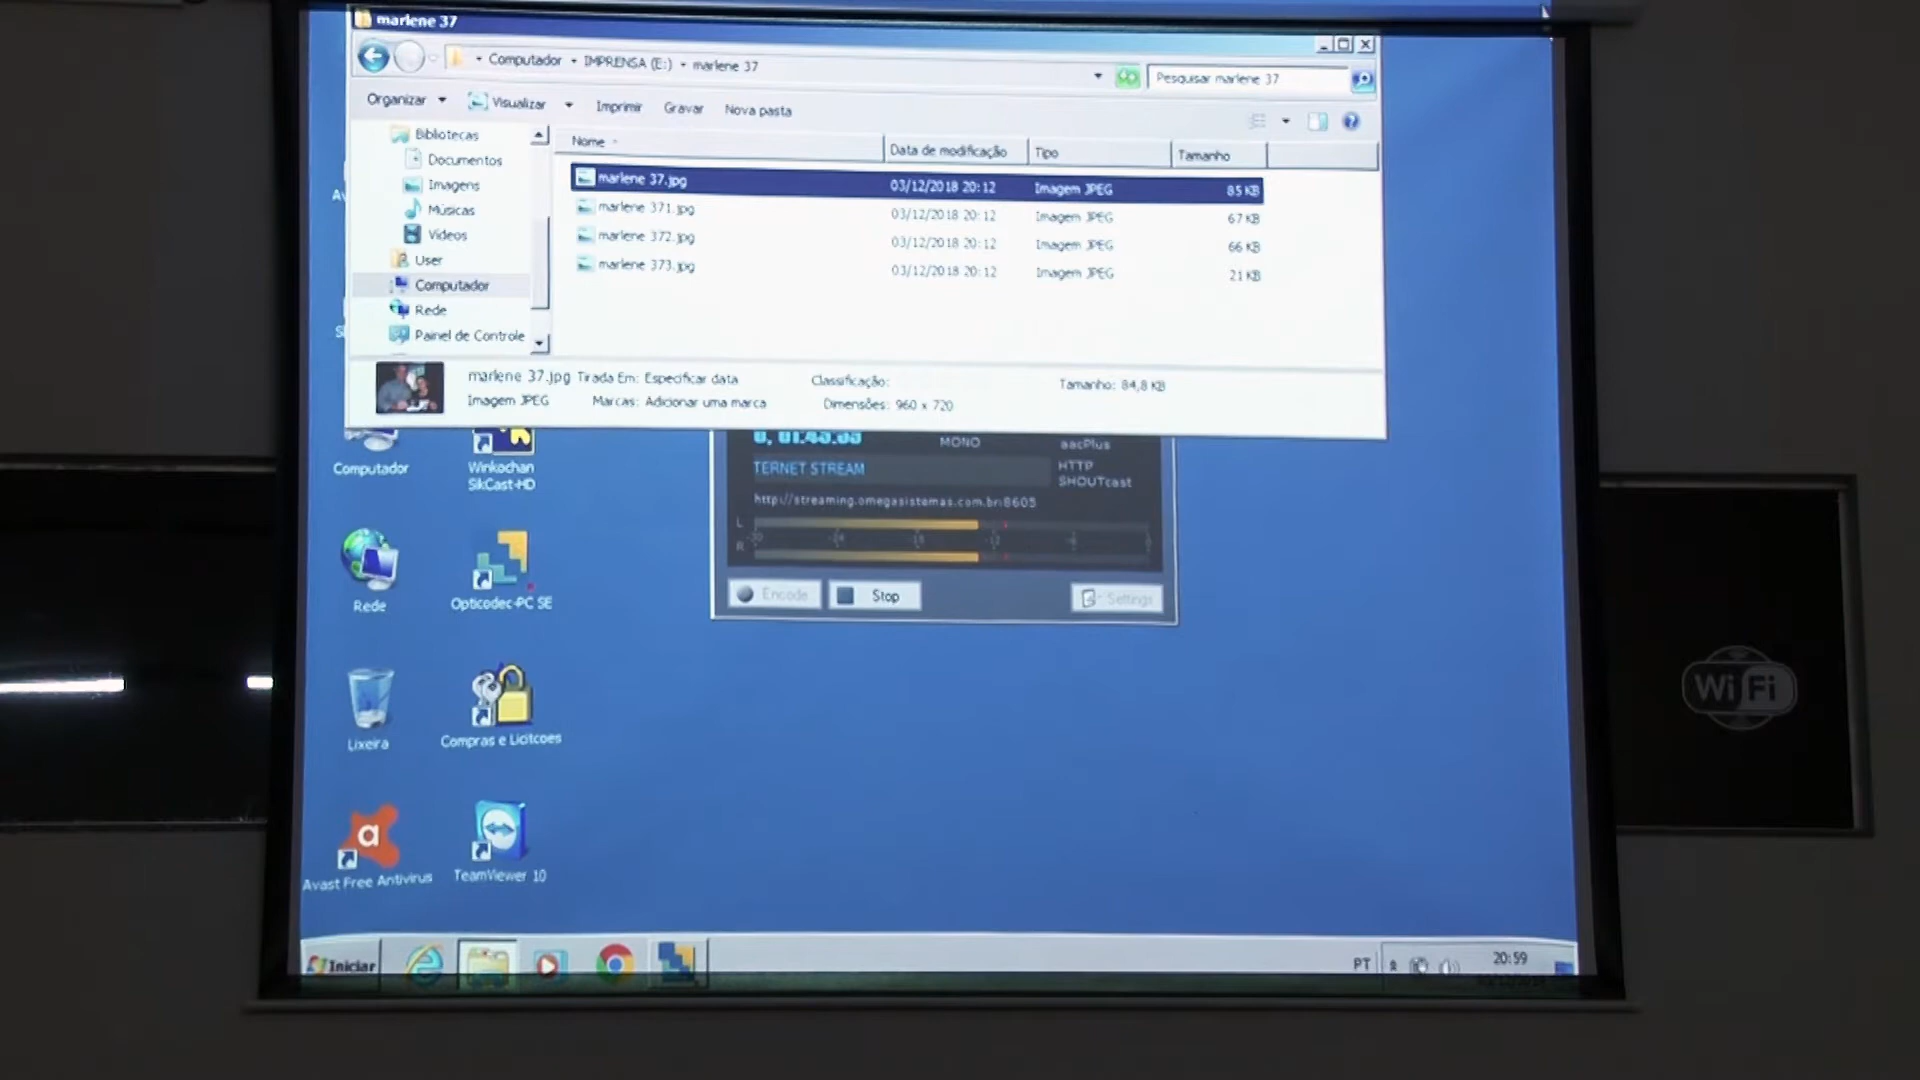 marlene 37
Computador IMPRENSA (E:) marlene 37
Pesquisar marlene 37
Organizar Visualizar Imprimir Gravar Nova pasta
Nome Data de modificação Tipo Tamanho
marlene 37.jpg 03/12/2018 20:12 Imagem JPEG 85 KB
marlene 371.jpg 03/12/2018 20:12 Imagem JPEG 67 KB
marlene 372.jpg 03/12/2018 20:12 Imagem JPEG 66 KB
marlene 373.jpg 03/12/2018 20:12 Imagem JPEG 21 KB
Bibliotecas
Documentos
Imagens
Músicas
Vídeos
User
Computador
Rede
Painel de Controle
marlene 37.jpg Tirada Em: Especificar data Classificação: Tamanho: 84,8 KB
Imagem JPEG Marcas: Adicionar uma marca Dimensões: 960 x 720
MONO aacPlus
TERNET STREAM HTTP
SHOUTcast
http://streaming.omegasistemas.com.br:8605
L
R
Encode Stop Settings
Computador
Winkochan
SikCast-HD
Rede
Opticodec-PC SE
Lixeira
Compras e Licitcoes
Avast Free Antivirus
TeamViewer 10
Iniciar
PT 20:59
WiFi